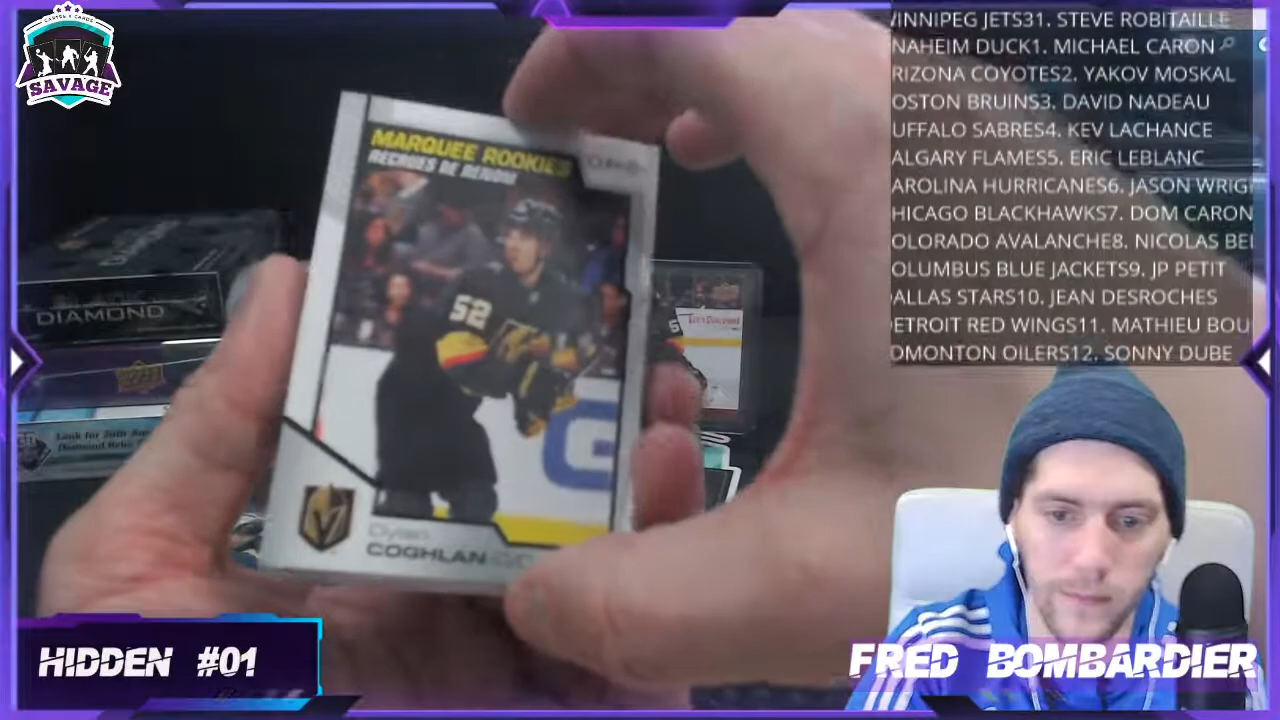 SAVAGE
INNIPEG JETS31. STEVE ROBITAILLE
NAHEIM DUCK1. MICHAEL CARON
RIZONA COYOTES2. YAKOV MOSKAL
OSTON BRUINS3. DAVID NADEAU
UFFALO SABRES4. KEV LACHANCE
ALGARY FLAMES5. ERIC LEBLANC
AROLINA HURRICANES6. JASON WRIG
HICAGO BLACKHAWKS7. DOM CARON
OLORADO AVALANCHE8. NICOLAS BE
OLUMBUS BLUE JACKETS9. JP PETIT
ALLAS STARS10. JEAN DESROCHES
ETROIT RED WINGS11. MATHIEU BOU
DMONTON OILERS12. SONNY DUBE
MARQUEE ROOKIES
RECRUES DE RENOM
52
BLACK
DIAMOND
Dylan
COGHLAN
HIDDEN #01
FRED BOMBARDIER